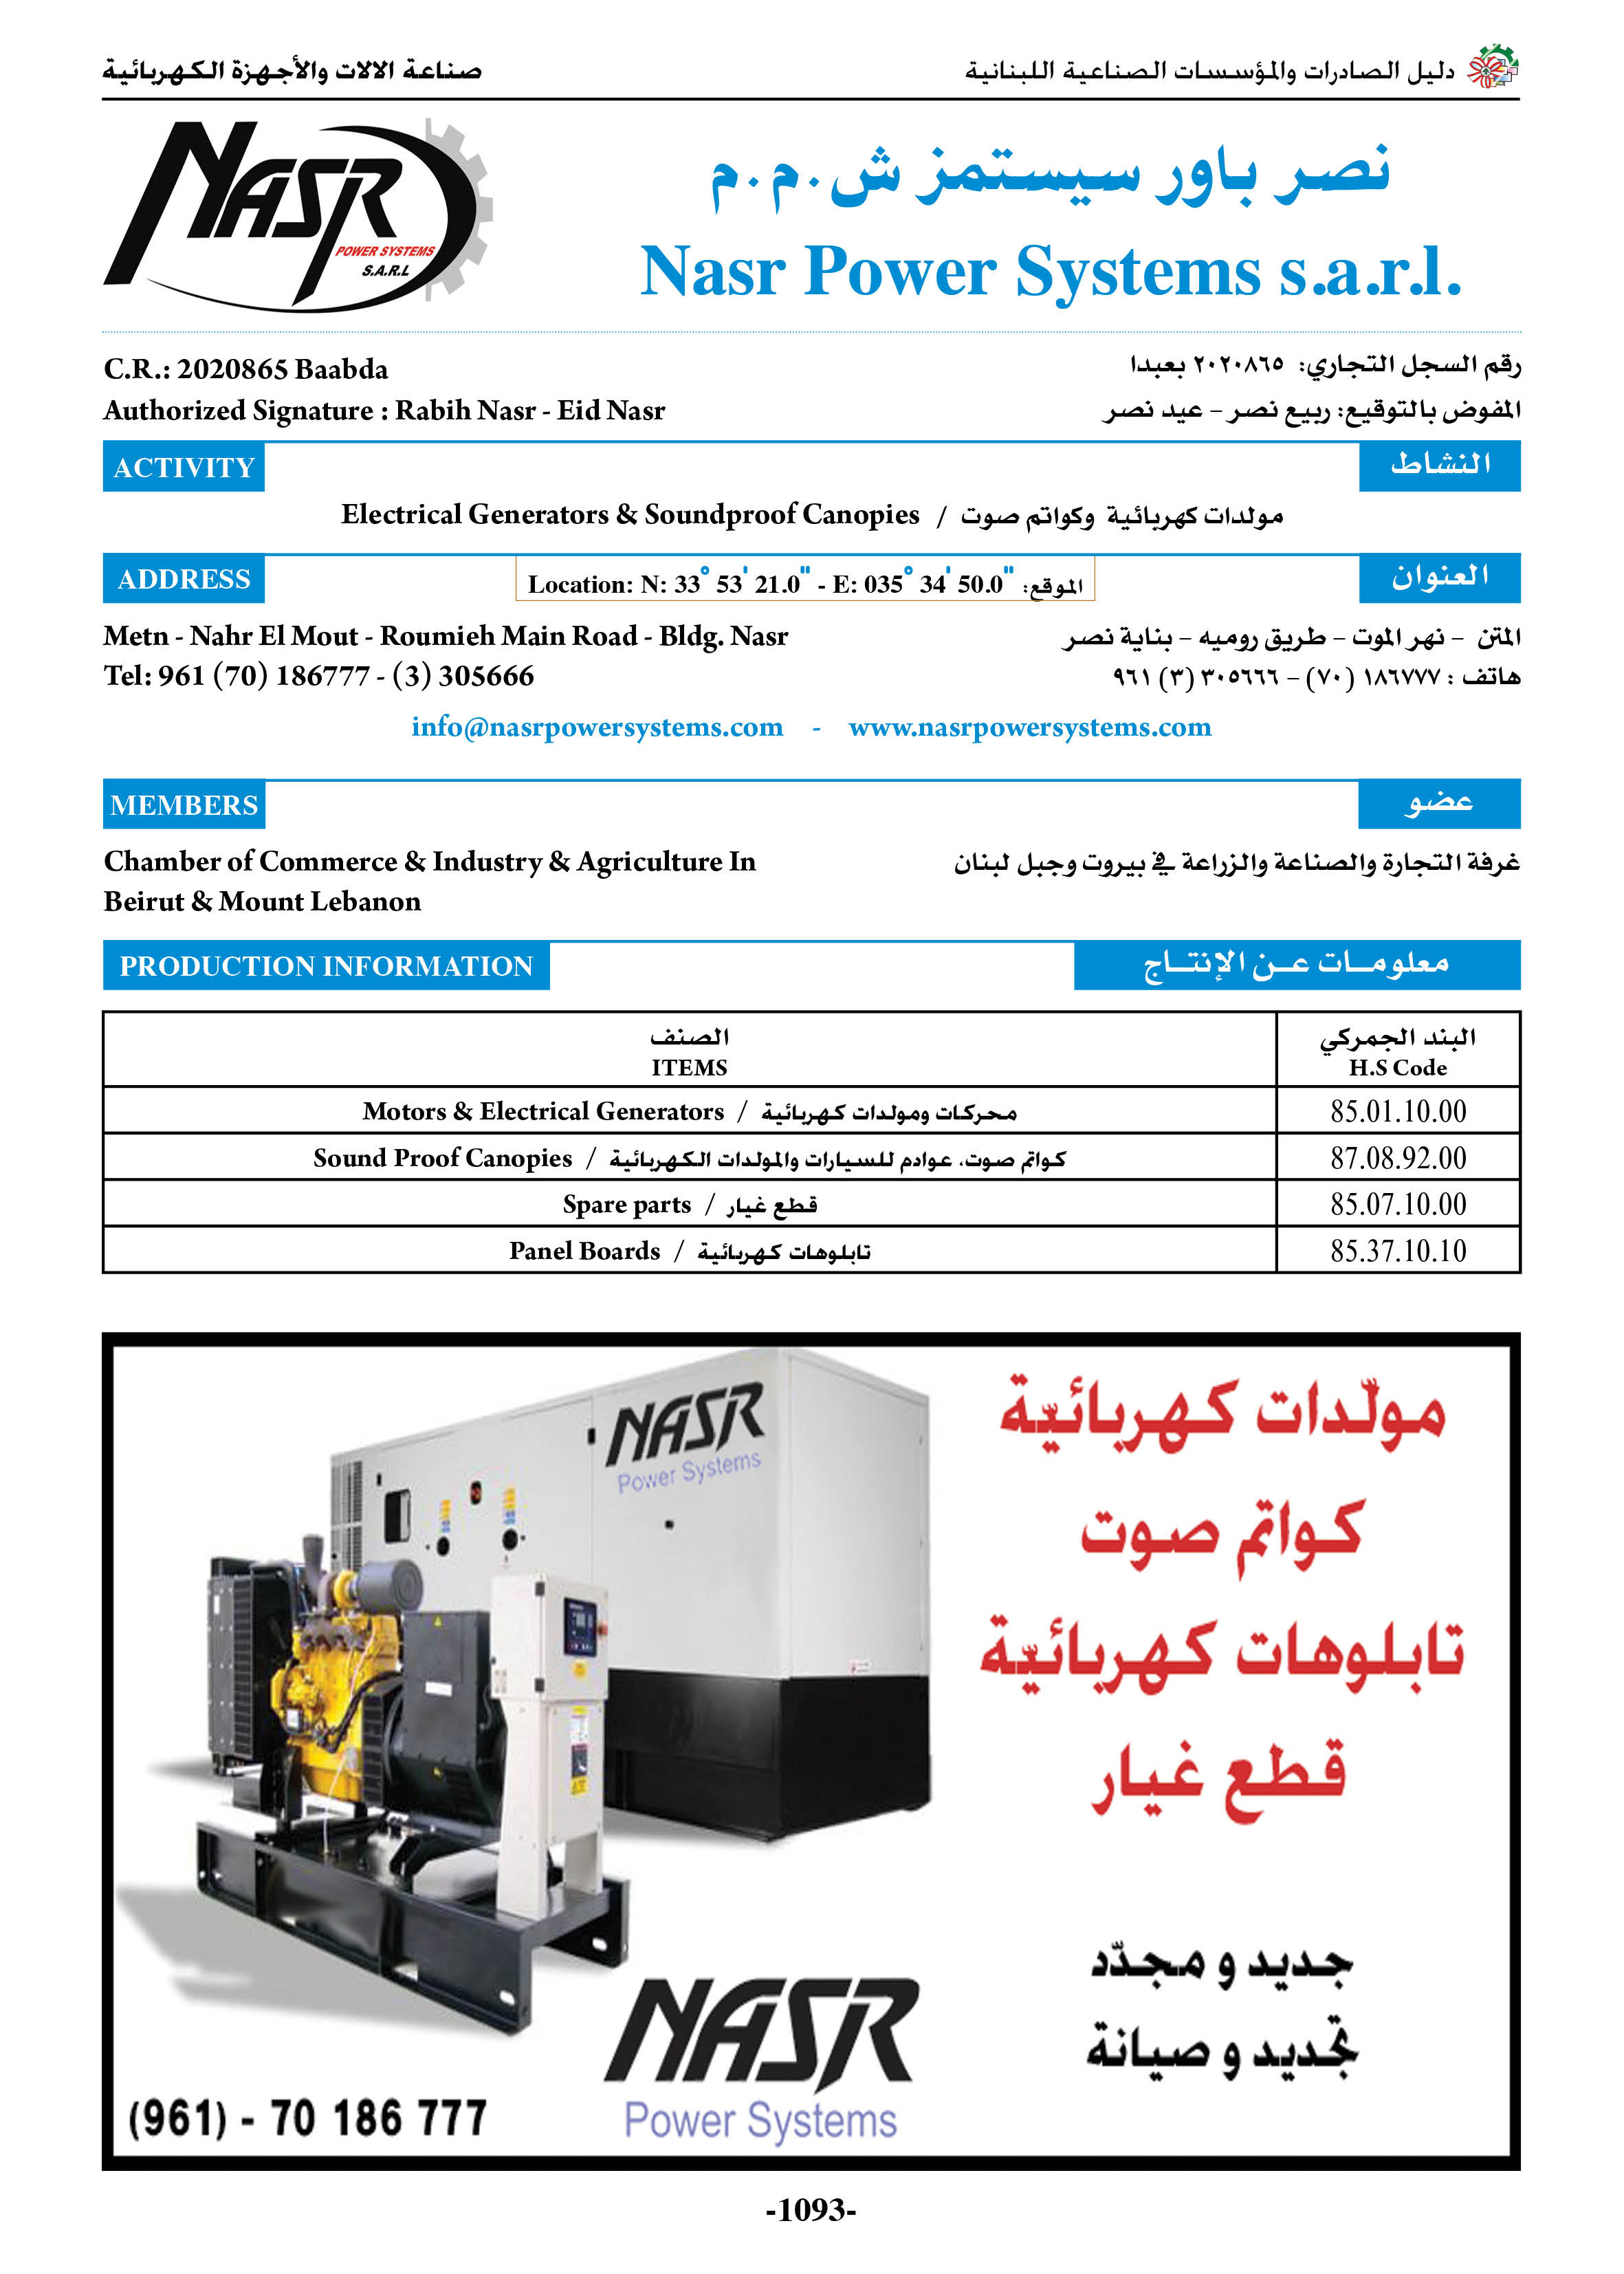 صناعة الالات والأجهزة الكهربائية
دليل الصادرات والمؤسسات الصناعية اللبنانية
NASR
POWER SYSTEMS
S.A.R.L
نصر باور سيستمز ش.م.م
Nasr Power Systems s.a.r.l.
C.R.: 2020865 Baabda
رقم السجل التجاري: ٢٠٢٠٨٦٥ بعبدا
Authorized Signature : Rabih Nasr - Eid Nasr
المفوض بالتوقيع: ربيع نصر – عيد نصر
ACTIVITY
النشاط
Electrical Generators & Soundproof Canopies / مولدات كهربائية وكواتم صوت
ADDRESS
Location: N: 33° 53' 21.0" - E: 035° 34' 50.0" الموقع:
العنوان
Metn - Nahr El Mout - Roumieh Main Road - Bldg. Nasr
المتن – نهر الموت – طريق روميه – بناية نصر
Tel: 961 (70) 186777 - (3) 305666
هاتف : ١٨٦٧٧٧ (٧٠) – ٣٠٥٦٦٦ (٣) ٩٦١
info@nasrpowersystems.com - www.nasrpowersystems.com
MEMBERS
عضو
Chamber of Commerce & Industry & Agriculture In
Beirut & Mount Lebanon
غرفة التجارة والصناعة والزراعة في بيروت وجبل لبنان
PRODUCTION INFORMATION
معلومـات عـن الإنتـاج
الصنف
ITEMS
البند الجمركي
H.S Code
Motors & Electrical Generators / محركات ومولدات كهربائية
85.01.10.00
Sound Proof Canopies / كواتم صوت، عوادم للسيارات والمولدات الكهربائية
87.08.92.00
Spare parts / قطع غيار
85.07.10.00
Panel Boards / تابلوهات كهربائية
85.37.10.10
NASR
Power Systems
مولّدات كهربائيّة
كواتم صوت
تابلوهات كهربائيّة
قطع غيار
جديد و مجدّد
تجديد و صيانة
NASR
Power Systems
(961) - 70 186 777
-1093-